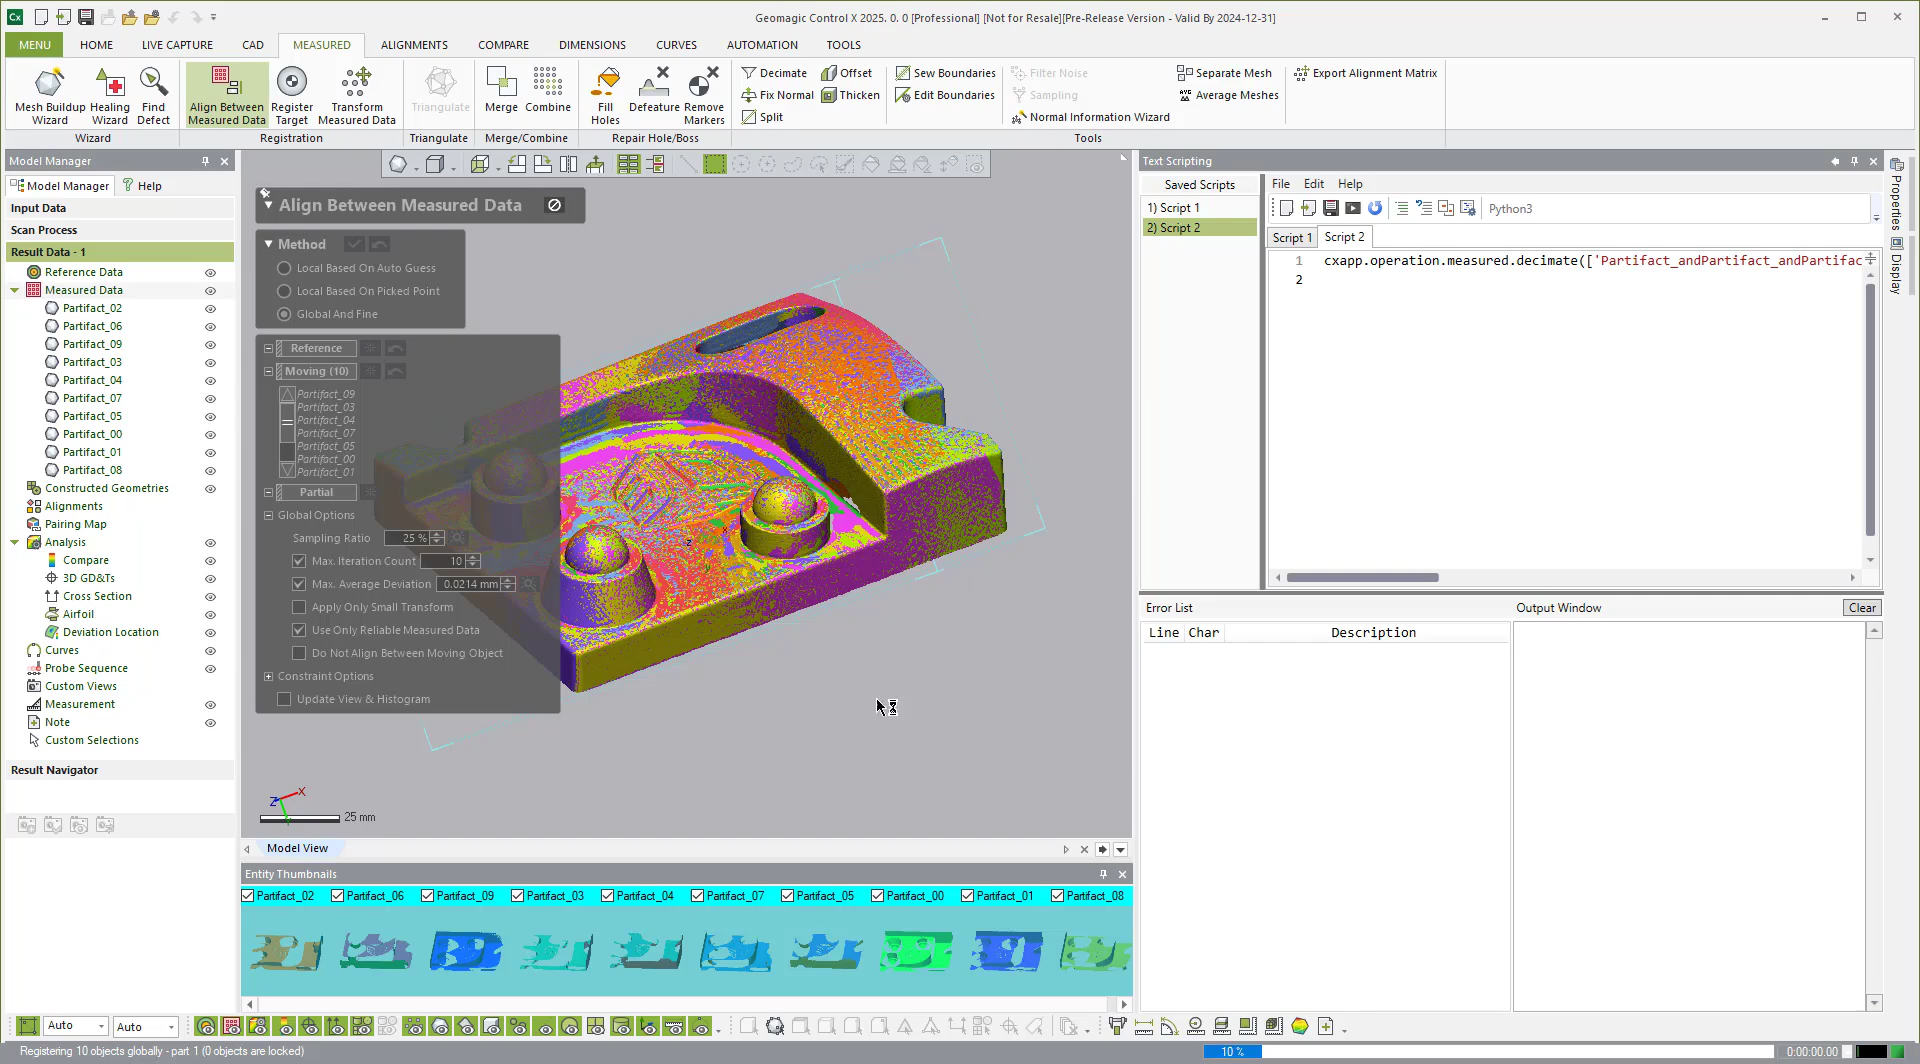 Geomagic Control X 2025. 0. 0 [Professional] [Not for Resale][Pre-Release Version - Valid By 2024-12-31]
MENU HOME LIVE CAPTURE CAD MEASURED ALIGNMENTS COMPARE DIMENSIONS CURVES AUTOMATION TOOLS
Mesh Buildup Wizard
Healing Wizard
Find Defect
Wizard
Align Between Measured Data
Register Target
Transform Measured Data
Registration
Triangulate
Triangulate
Merge
Combine
Merge/Combine
Fill Holes
Defeature
Remove Markers
Repair Hole/Boss
Decimate
Offset
Fix Normal
Thicken
Split
Sew Boundaries
Edit Boundaries
Filter Noise
Sampling
Normal Information Wizard
Separate Mesh
Average Meshes
Export Alignment Matrix
Tools
Model Manager
Model Manager Help
Input Data
Scan Process
Result Data - 1
Reference Data
Measured Data
Partifact_02
Partifact_06
Partifact_09
Partifact_03
Partifact_04
Partifact_07
Partifact_05
Partifact_00
Partifact_01
Partifact_08
Constructed Geometries
Alignments
Pairing Map
Analysis
Compare
3D GD&Ts
Cross Section
Airfoil
Deviation Location
Curves
Probe Sequence
Custom Views
Measurement
Note
Custom Selections
Result Navigator
Align Between Measured Data
Method
Local Based On Auto Guess
Local Based On Picked Point
Global And Fine
Reference
Moving (10)
Partifact_09
Partifact_03
Partifact_04
Partifact_07
Partifact_05
Partifact_00
Partifact_01
Partial
Global Options
Sampling Ratio 25 %
Max. Iteration Count 10
Max. Average Deviation 0.0214 mm
Apply Only Small Transform
Use Only Reliable Measured Data
Do Not Align Between Moving Object
Constraint Options
Update View & Histogram
Z X
25 mm
Model View
Entity Thumbnails
Partifact_02 Partifact_06 Partifact_09 Partifact_03 Partifact_04 Partifact_07 Partifact_05 Partifact_00 Partifact_01 Partifact_08
Text Scripting
Saved Scripts
1) Script 1
2) Script 2
File Edit Help
Python3
Script 1 Script 2
1 cxapp.operation.measured.decimate(['Partifact_andPartifact_andPartifac
2
Error List
Line Char Description
Output Window
Clear
Properties
Display
Auto Auto
Registering 10 objects globally - part 1 (0 objects are locked)
10 %
0:00:00.00